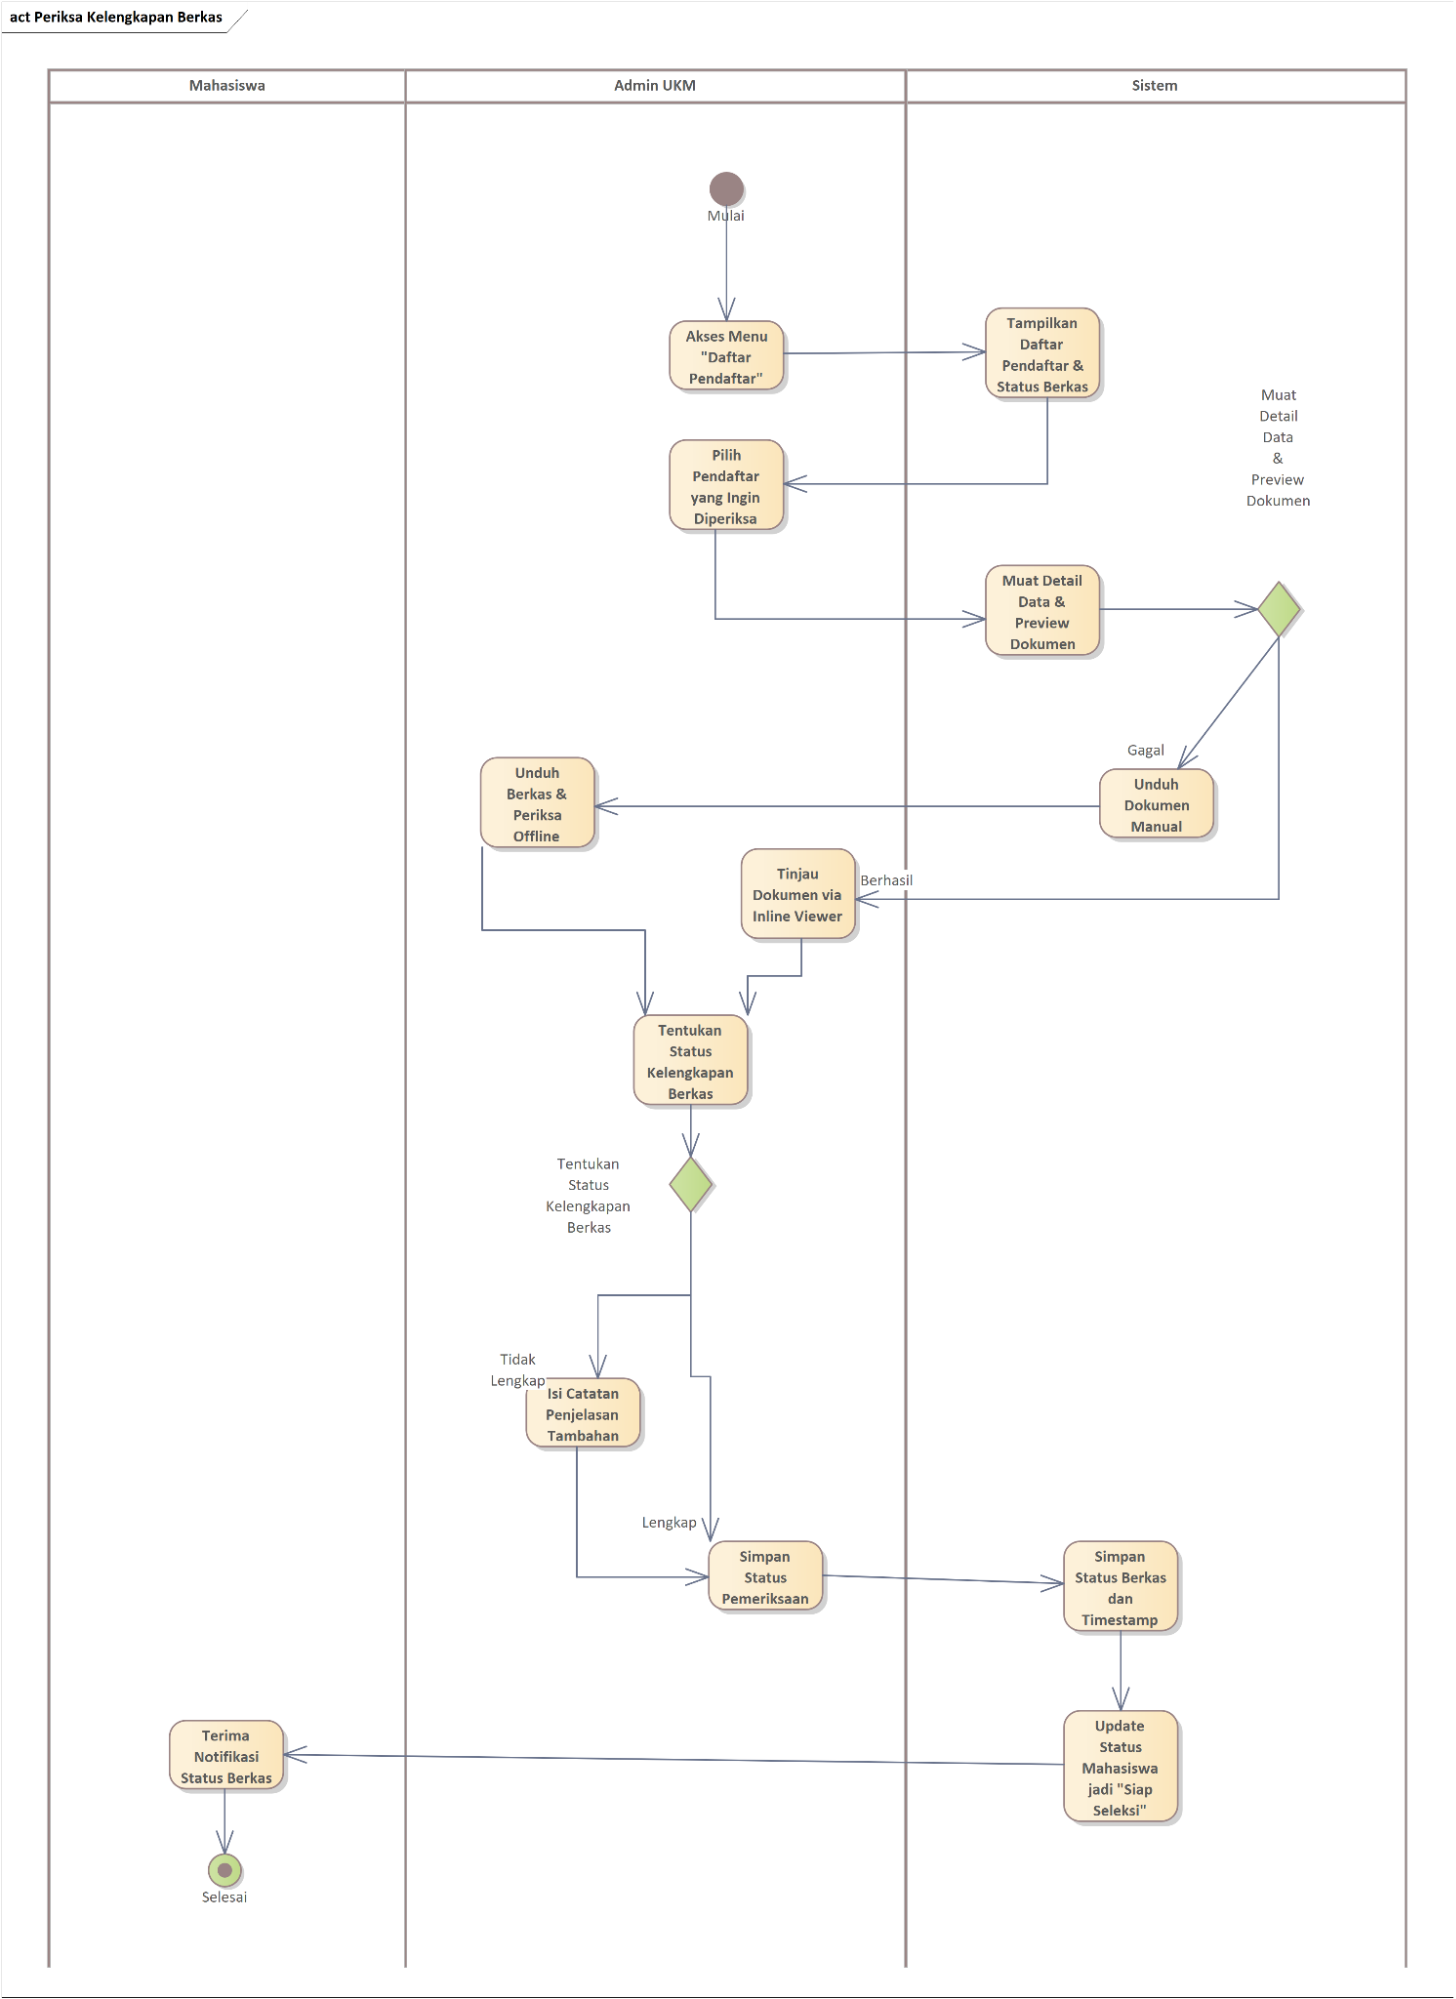 act Periksa Kelengkapan Berkas
Mahasiswa
Admin UKM
Sistem
Mulai
Akses Menu
"Daftar
Pendaftar"
Tampilkan
Daftar
Pendaftar &
Status Berkas
Muat
Detail
Data
&
Preview
Dokumen
Pilih
Pendaftar
yang Ingin
Diperiksa
Muat Detail
Data &
Preview
Dokumen
Gagal
Unduh
Berkas &
Periksa
Offline
Unduh
Dokumen
Manual
Tinjau
Dokumen via
Inline Viewer
Berhasil
Tentukan
Status
Kelengkapan
Berkas
Tentukan
Status
Kelengkapan
Berkas
Tidak
Lengkap
Isi Catatan
Penjelasan
Tambahan
Lengkap
Simpan
Status
Pemeriksaan
Simpan
Status Berkas
dan
Timestamp
Terima
Notifikasi
Status Berkas
Update
Status
Mahasiswa
jadi "Siap
Seleksi"
Selesai